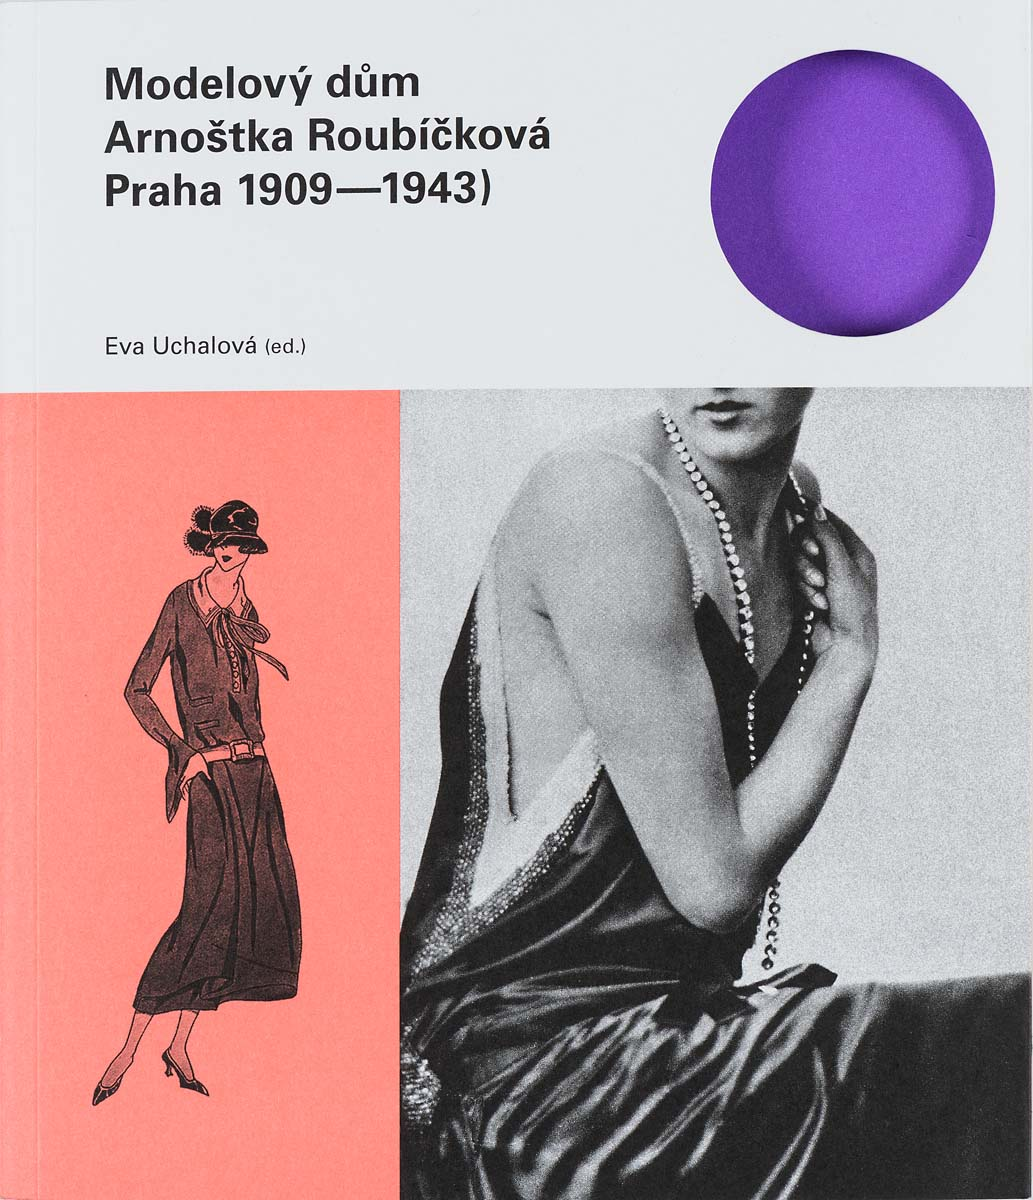 Modelový dům
Arnoštka Roubíčková
Praha 1909—1943)
Eva Uchalová (ed.)